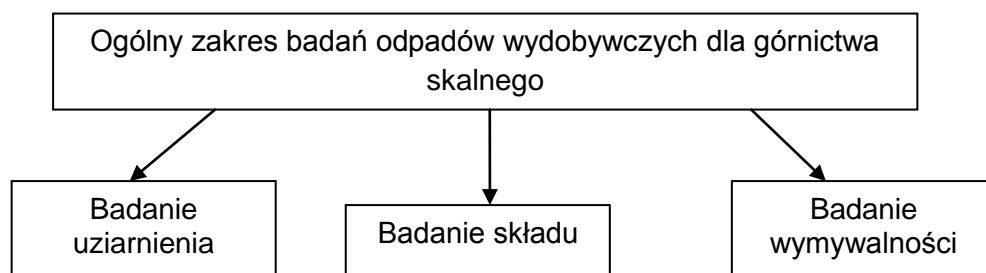 Ogólny zakres badań odpadów wydobywczych dla górnictwa
skalnego
Badanie
uziarnienia
Badanie składu
Badanie
wymywalności